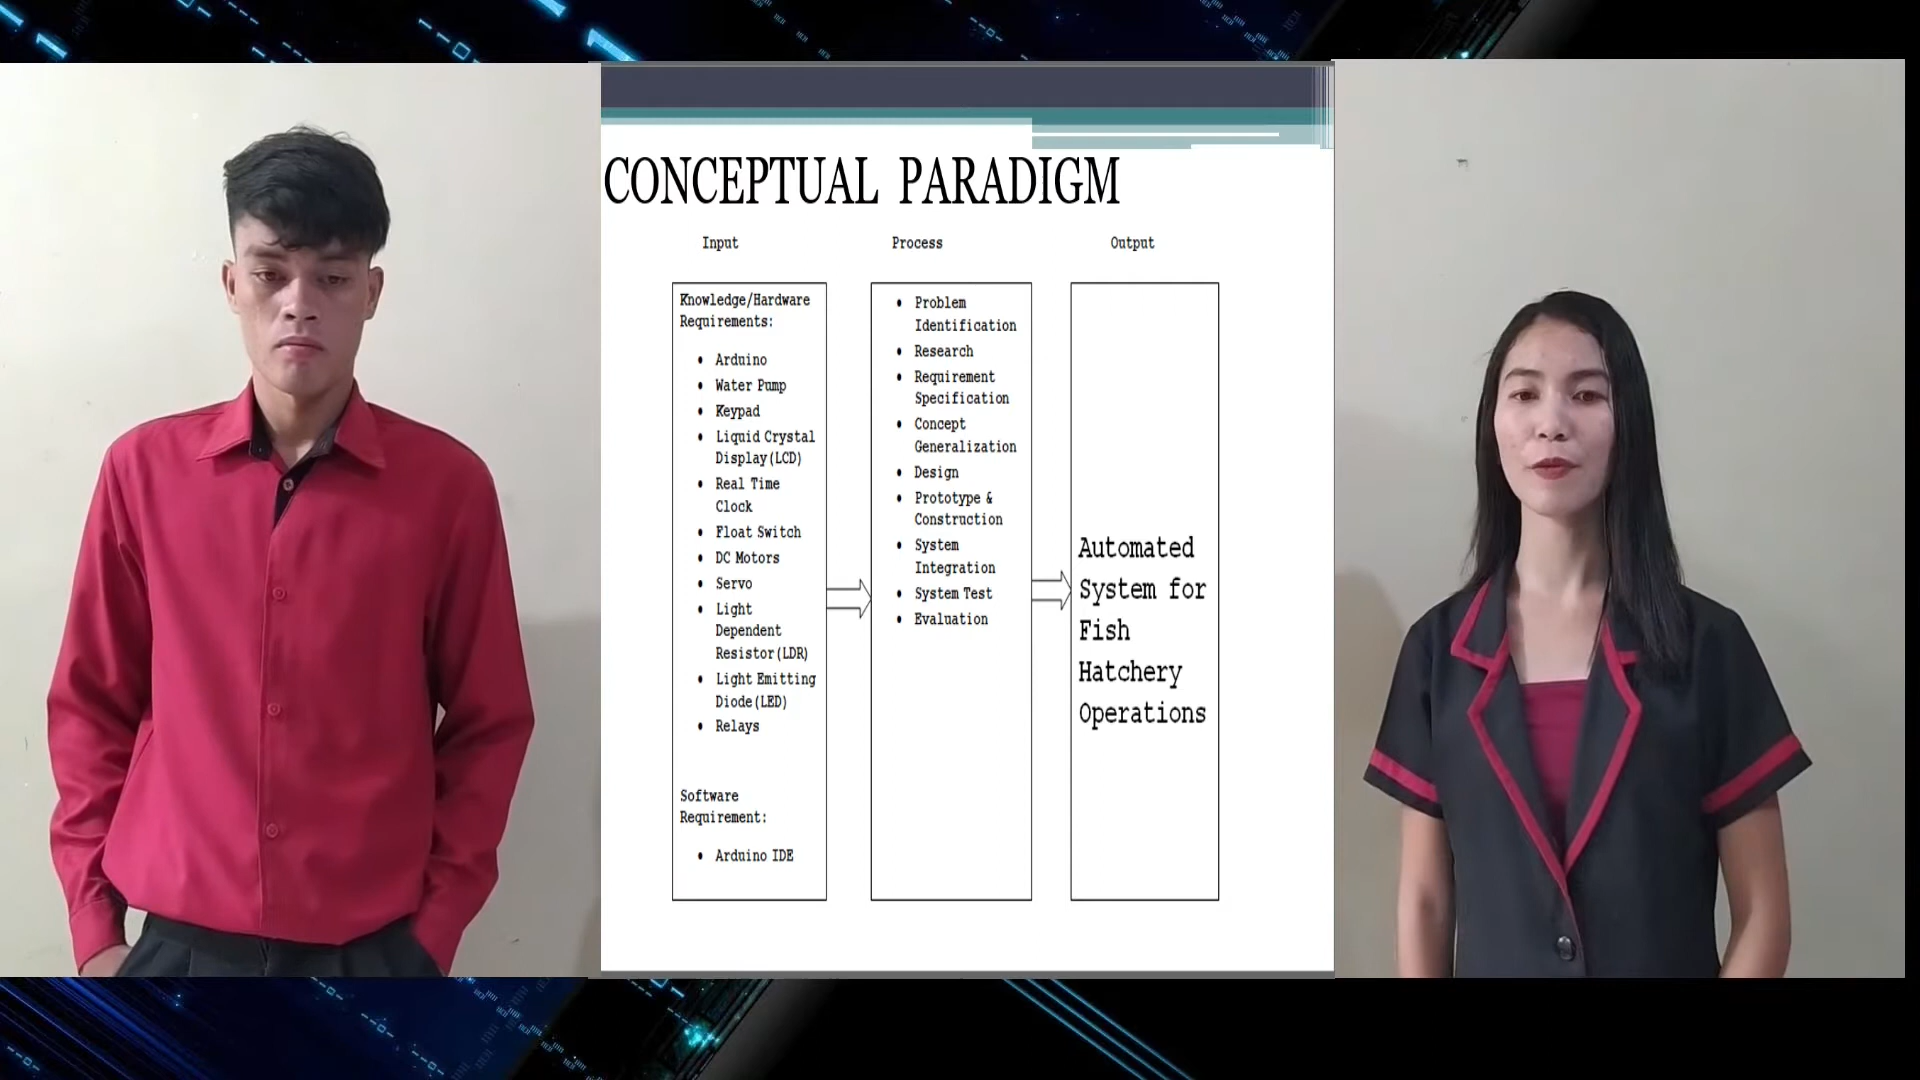 CONCEPTUAL PARADIGM
Input
Process
Output
Knowledge/Hardware
Requirements:
• Arduino
• Water Pump
• Keypad
• Liquid Crystal
Display(LCD)
• Real Time
Clock
• Float Switch
• DC Motors
• Servo
• Light
Dependent
Resistor(LDR)
• Light Emitting
Diode(LED)
• Relays
Software
Requirement:
• Arduino IDE
• Problem
Identification
• Research
• Requirement
Specification
• Concept
Generalization
• Design
• Prototype &
Construction
• System
Integration
• System Test
• Evaluation
Automated
System for
Fish
Hatchery
Operations